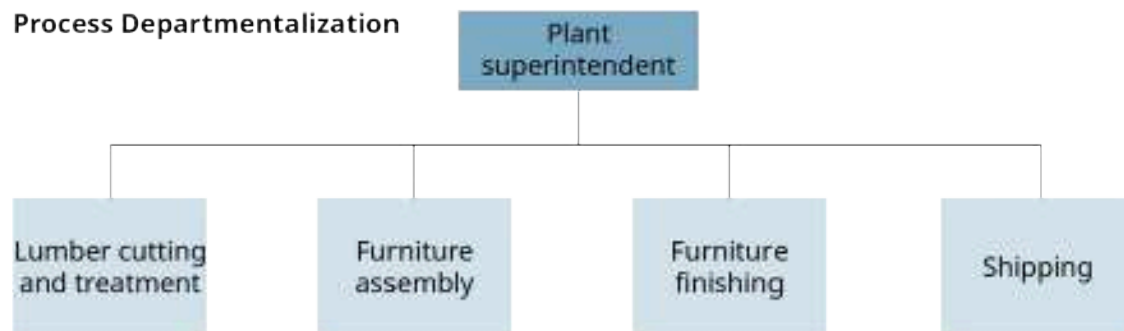 Process Departmentalization
Plant
superintendent
Lumber cutting
and treatment
Furniture
assembly
Furniture
finishing
Shipping